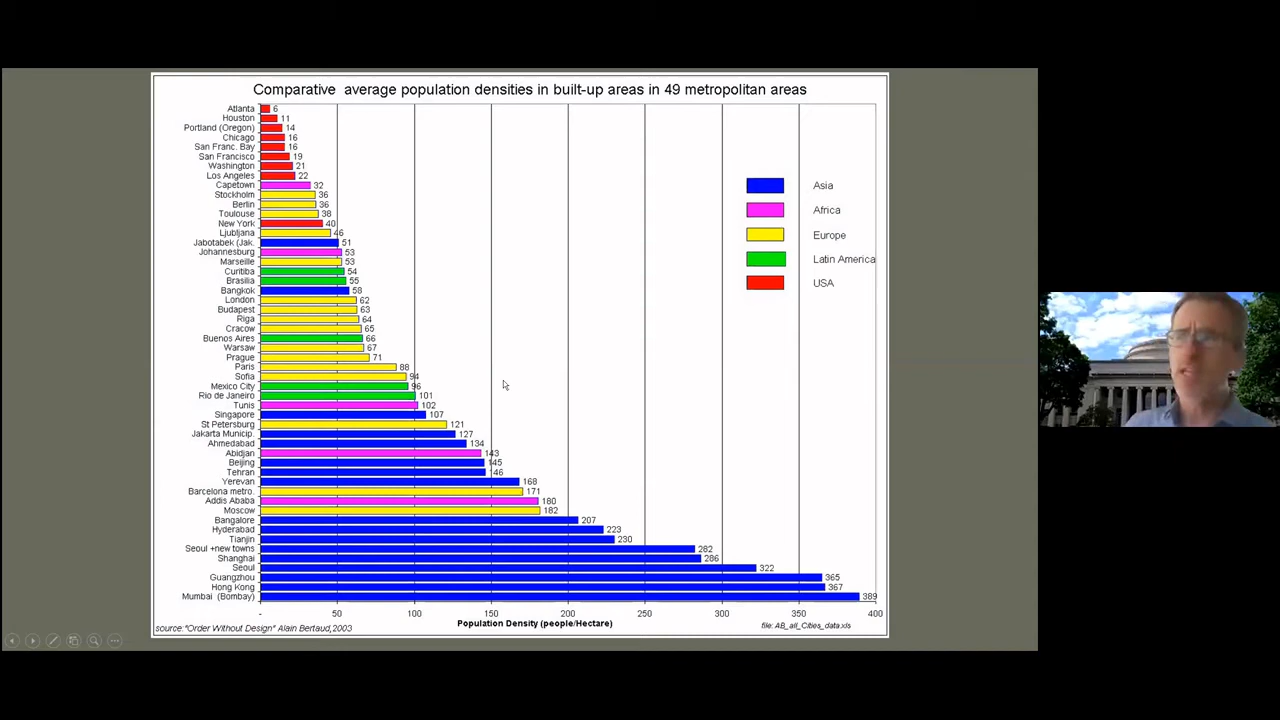 Comparative average population densities in built-up areas in 49 metropolitan areas
Atlanta 6
Houston 11
Portland (Oregon) 14
Chicago 16
San Franc. Bay 16
San Francisco 19
Washington 21
Los Angeles 22
Capetown 32
Stockholm 36
Berlin 36
Toulouse 38
New York 40
Ljubljana 46
Jabotabek (Jak. 51
Johannesburg 53
Marseille 53
Curitiba 54
Brasilia 55
Bangkok 58
London 62
Budapest 63
Riga 64
Cracow 65
Buenos Aires 66
Warsaw 67
Prague 71
Paris 88
Sofia 94
Mexico City 96
Rio de Janeiro 101
Tunis 102
Singapore 107
St Petersburg 121
Jakarta Municip. 127
Ahmedabad 134
Abidjan 143
Beijing 145
Tehran 146
Yerevan 168
Barcelona metro. 171
Addis Ababa 180
Moscow 182
Bangalore 207
Hyderabad 223
Tianjin 230
Seoul +new towns 282
Shanghai 286
Seoul 322
Guangzhou 365
Hong Kong 367
Mumbai (Bombay) 389
Asia
Africa
Europe
Latin America
USA
- 50 100 150 200 250 300 350 400
Population Density (people/Hectare)
source:"Order Without Design" Alain Bertaud,2003
file: AB_all_Cities_data.xls